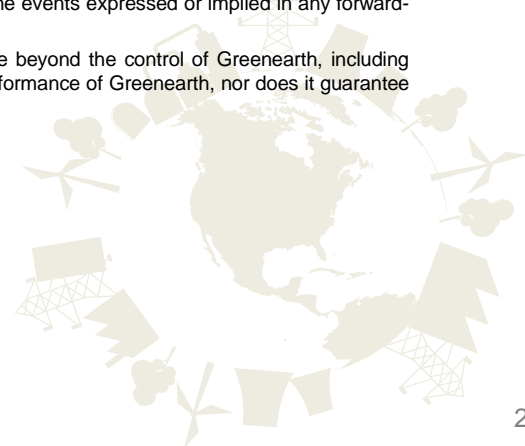 ne events expressed or implied in any forward-
e beyond the control of Greenearth, including
formance of Greenearth, nor does it guarantee
2